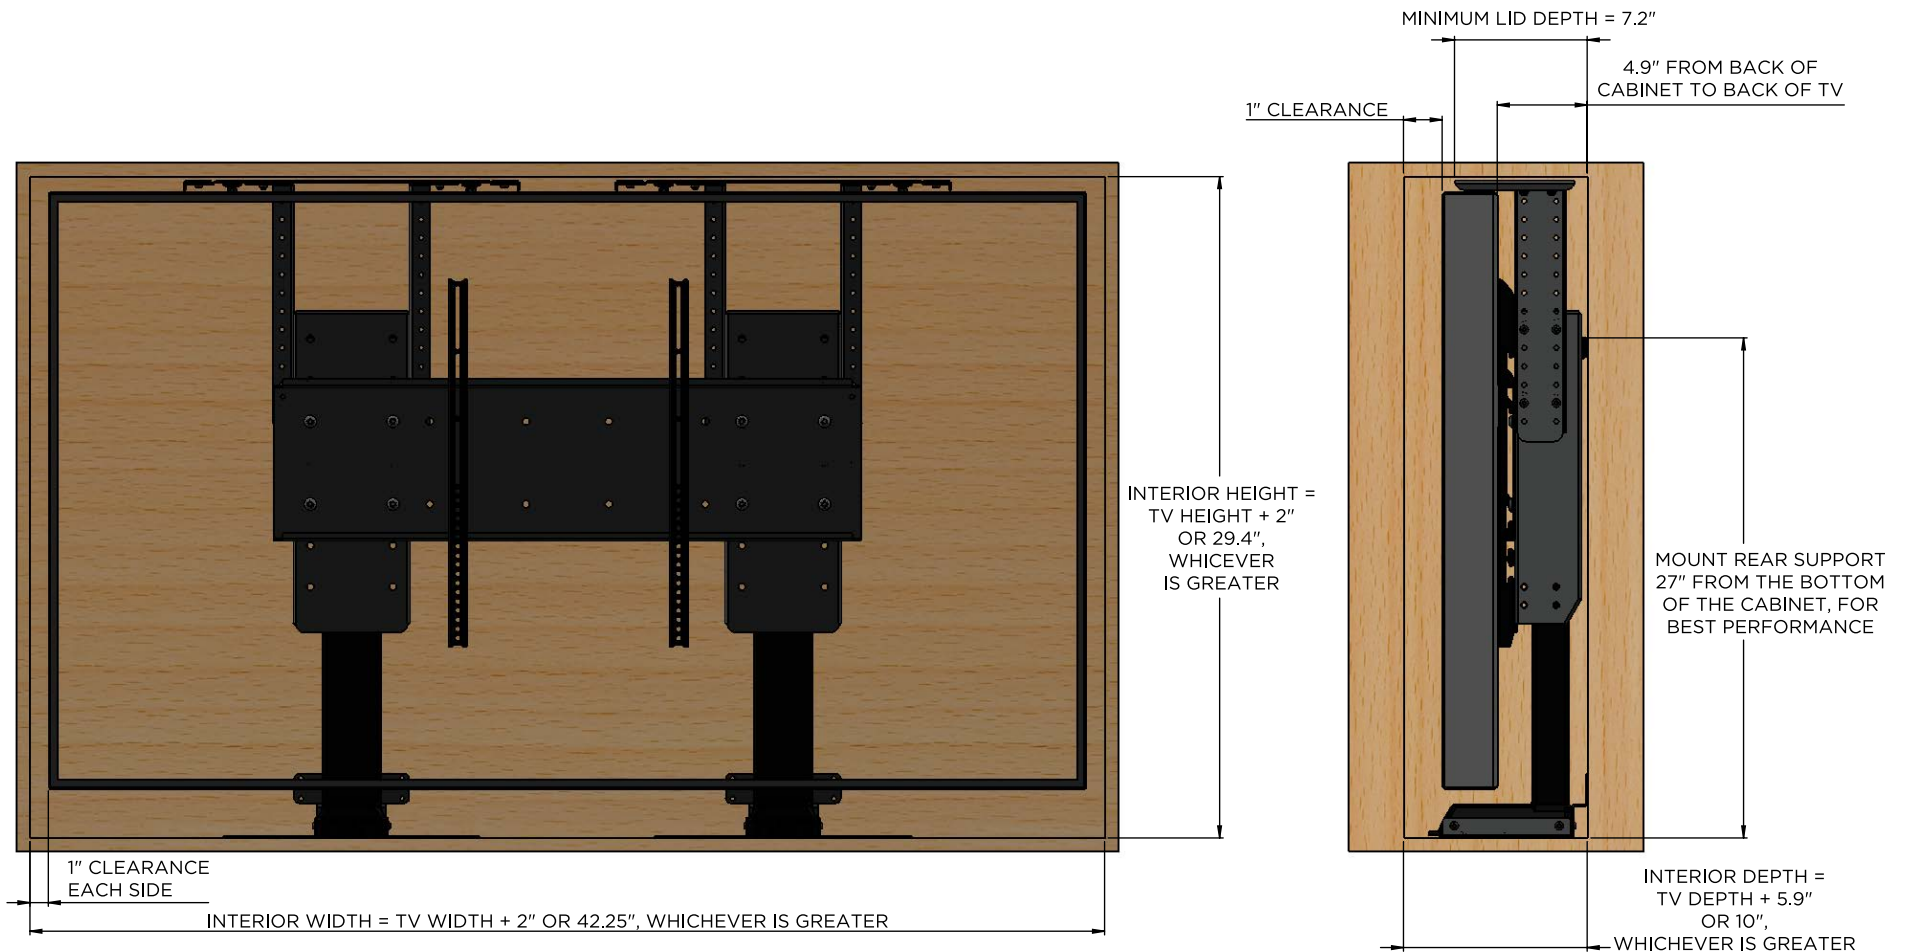 MINIMUM LID DEPTH = 7.2"
4.9" FROM BACK OF
CABINET TO BACK OF TV
1" CLEARANCE
INTERIOR HEIGHT =
TV HEIGHT + 2"
OR 29.4",
WHICEVER
IS GREATER
MOUNT REAR SUPPORT
27" FROM THE BOTTOM
OF THE CABINET, FOR
BEST PERFORMANCE
1" CLEARANCE
EACH SIDE
INTERIOR WIDTH = TV WIDTH + 2" OR 42.25", WHICHEVER IS GREATER
INTERIOR DEPTH =
TV DEPTH + 5.9"
OR 10",
WHICHEVER IS GREATER